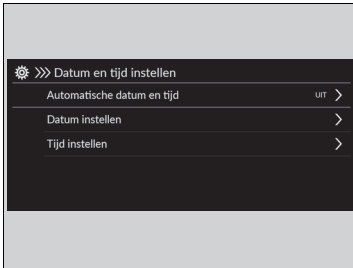 Datum en tijd instellen
Automatische datum en tijd UIT
Datum instellen
Tijd instellen